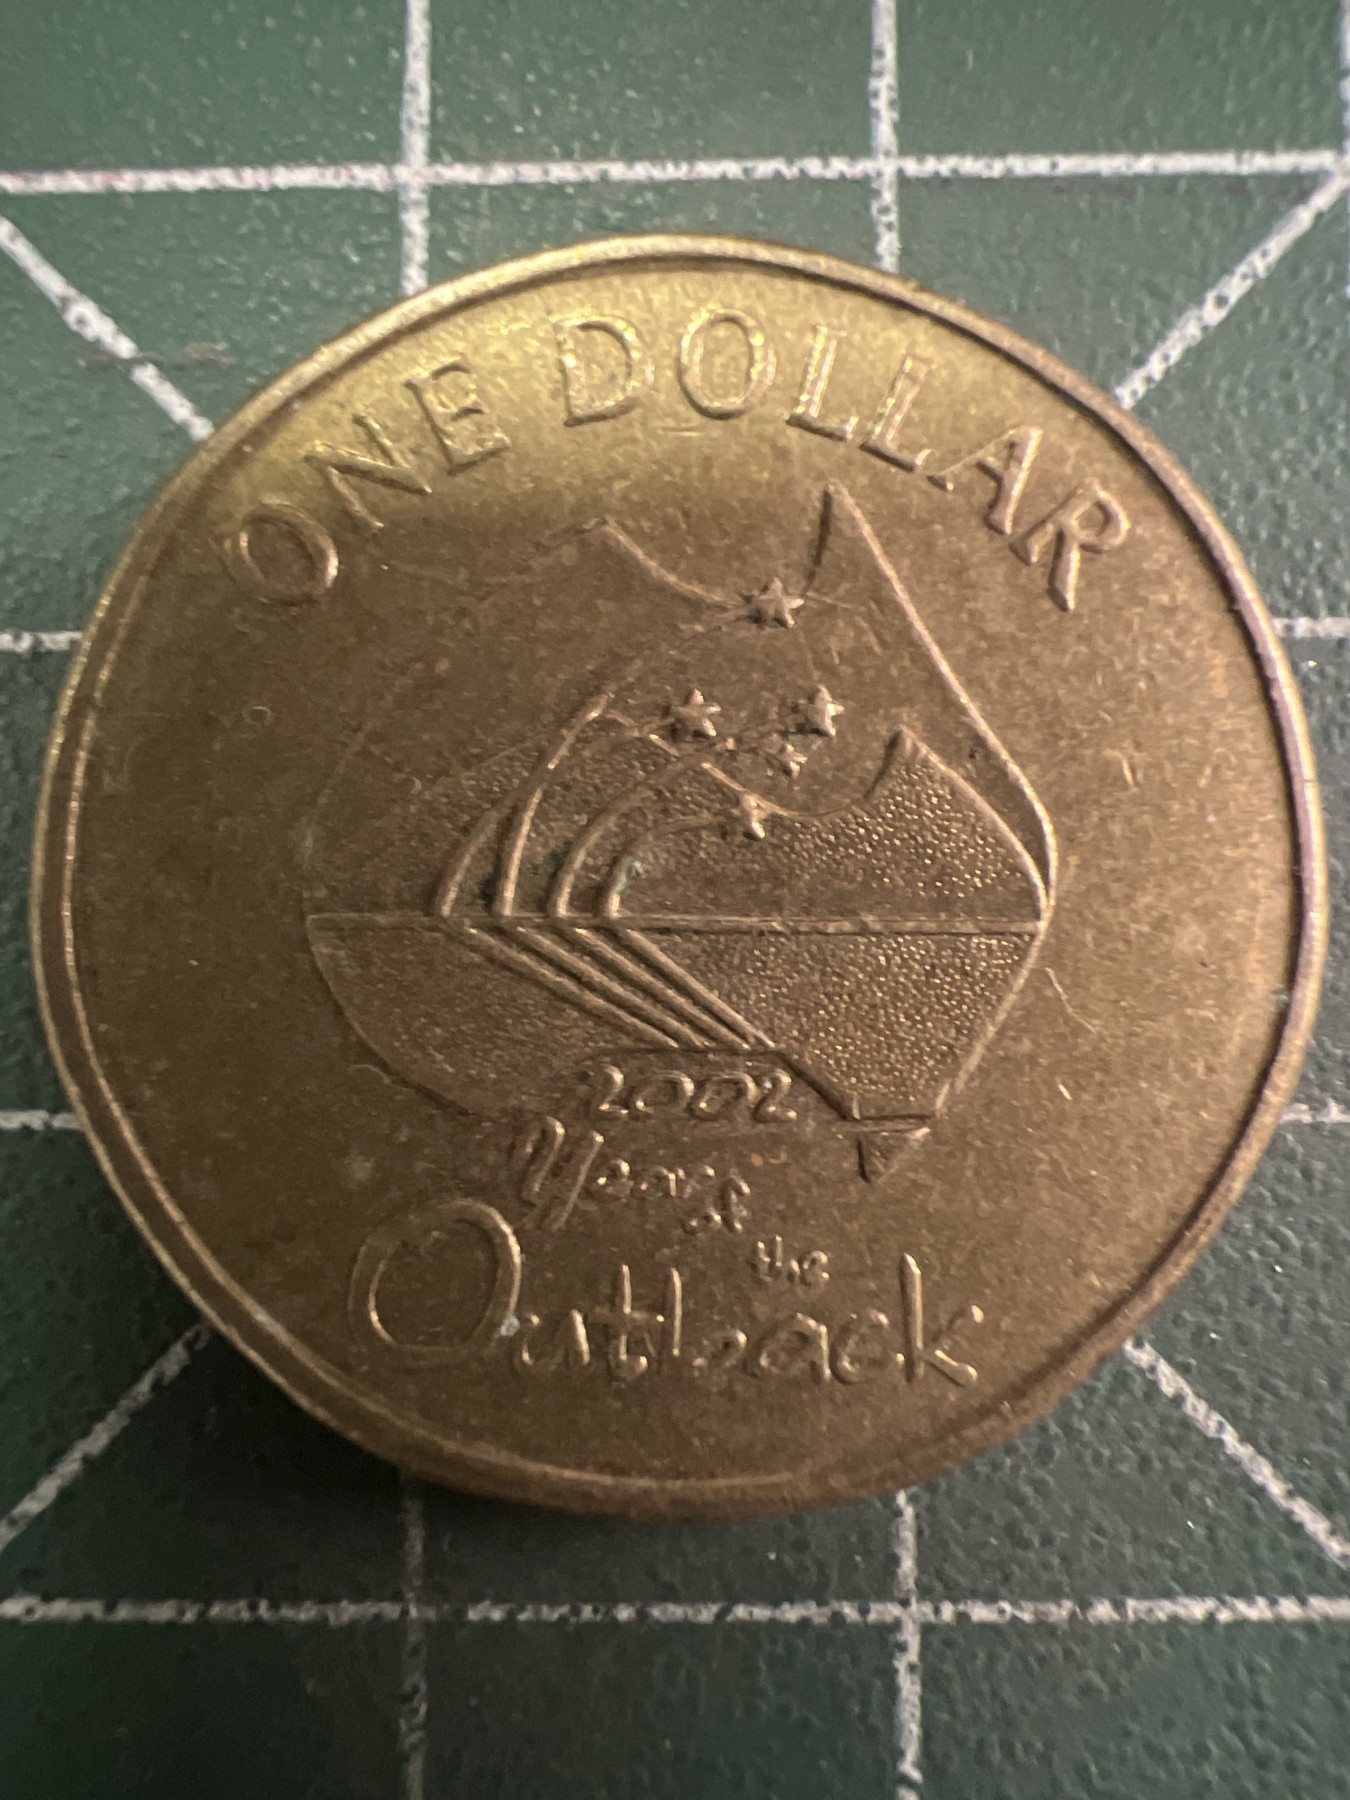 ONE DOLLAR
2002
Year
of
the
Outback